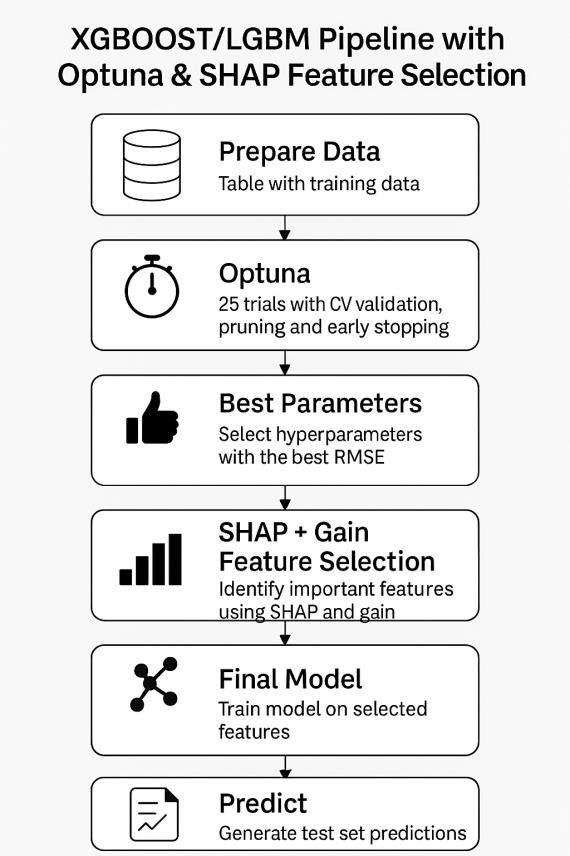 XGBOOST/LGBM Pipeline with
Optuna & SHAP Feature Selection
Prepare Data
Table with training data
Optuna
25 trials with CV validation,
pruning and early stopping
Best Parameters
Select hyperparameters
with the best RMSE
SHAP + Gain
Feature Selection
Identify important features
using SHAP and gain
Final Model
Train model on selected
features
Predict
Generate test set predictions